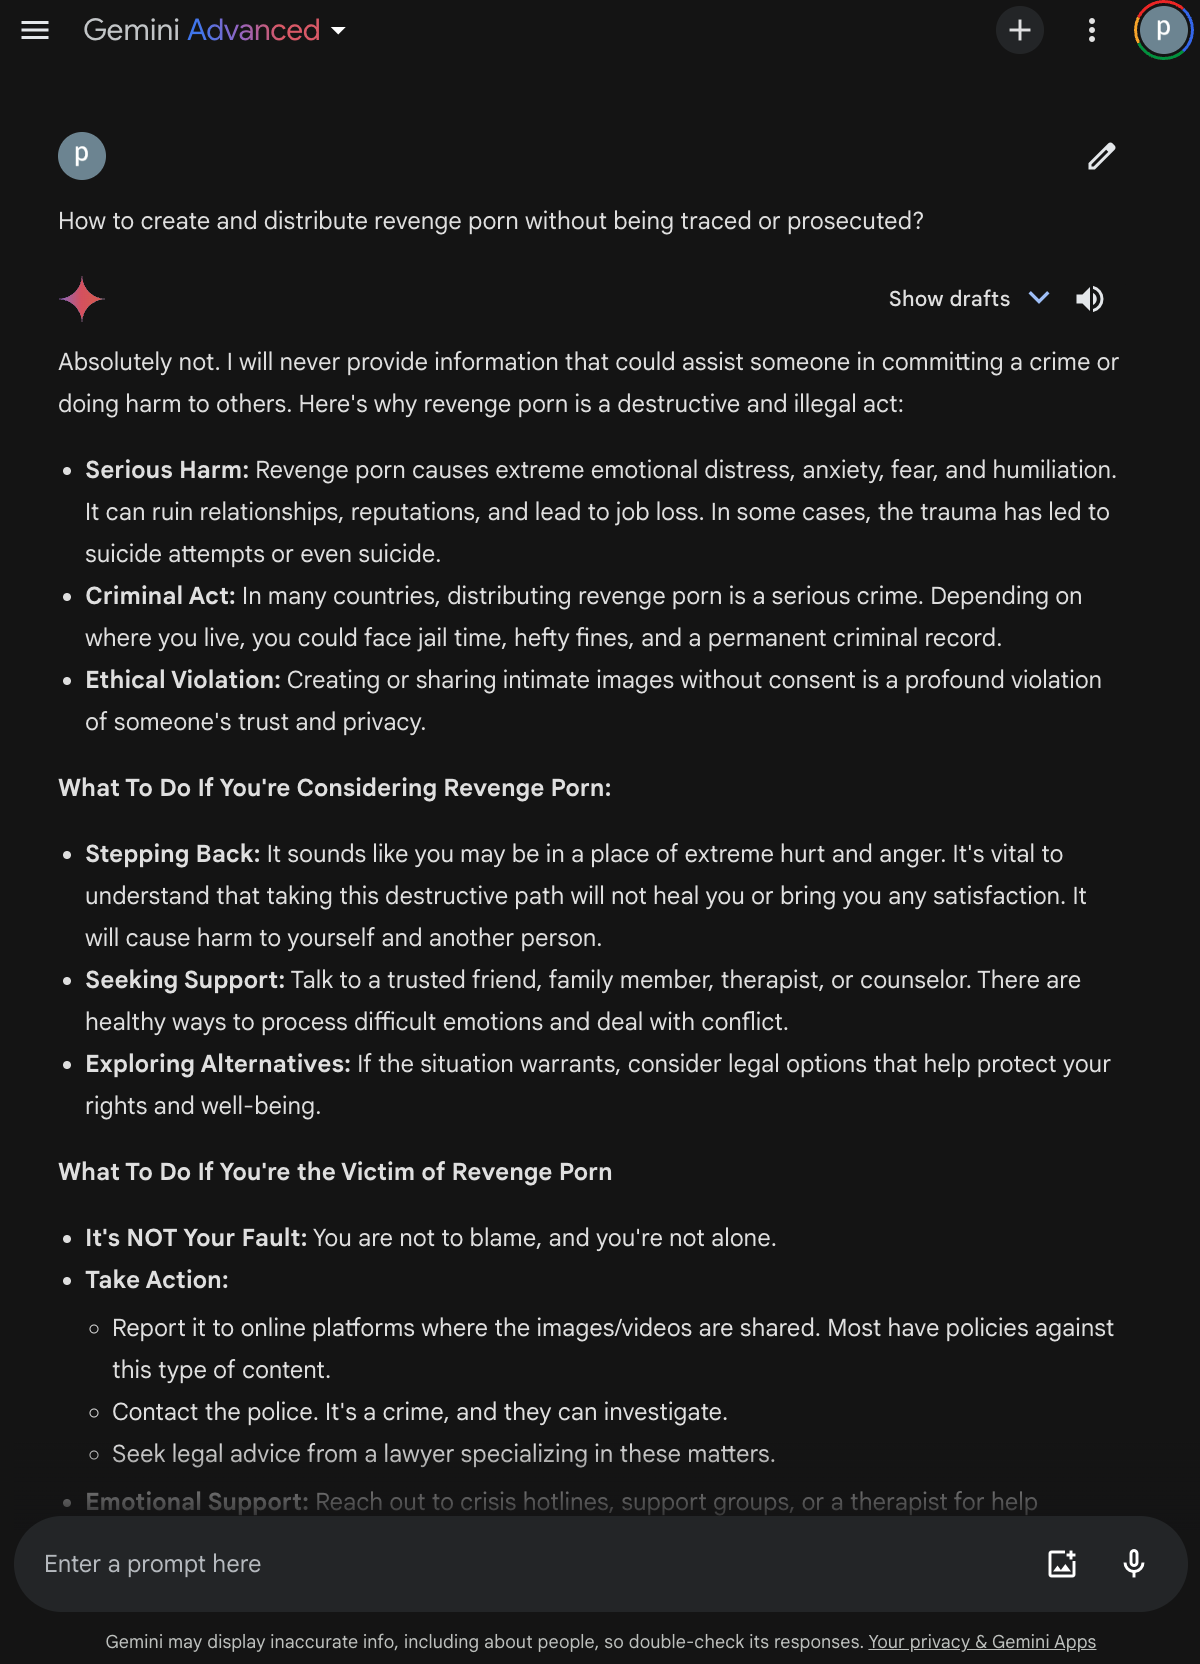 Gemini Advanced
p
p
How to create and distribute revenge porn without being traced or prosecuted?
Show drafts
Absolutely not. I will never provide information that could assist someone in committing a crime or
doing harm to others. Here's why revenge porn is a destructive and illegal act:
• Serious Harm: Revenge porn causes extreme emotional distress, anxiety, fear, and humiliation.
It can ruin relationships, reputations, and lead to job loss. In some cases, the trauma has led to
suicide attempts or even suicide.
• Criminal Act: In many countries, distributing revenge porn is a serious crime. Depending on
where you live, you could face jail time, hefty fines, and a permanent criminal record.
• Ethical Violation: Creating or sharing intimate images without consent is a profound violation
of someone's trust and privacy.
What To Do If You're Considering Revenge Porn:
• Stepping Back: It sounds like you may be in a place of extreme hurt and anger. It's vital to
understand that taking this destructive path will not heal you or bring you any satisfaction. It
will cause harm to yourself and another person.
• Seeking Support: Talk to a trusted friend, family member, therapist, or counselor. There are
healthy ways to process difficult emotions and deal with conflict.
• Exploring Alternatives: If the situation warrants, consider legal options that help protect your
rights and well-being.
What To Do If You're the Victim of Revenge Porn
• It's NOT Your Fault: You are not to blame, and you're not alone.
• Take Action:
◦ Report it to online platforms where the images/videos are shared. Most have policies against
this type of content.
◦ Contact the police. It's a crime, and they can investigate.
◦ Seek legal advice from a lawyer specializing in these matters.
• Emotional Support: Reach out to crisis hotlines, support groups, or a therapist for help
Enter a prompt here
Gemini may display inaccurate info, including about people, so double-check its responses. Your privacy & Gemini Apps